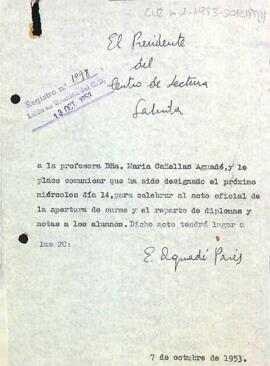 El Presidente
del
Registro n.º 1098
Centro de Lectura
13 OCT 1953
Saluda
a la profesora Dña. Maria Cañellas Aguadé, y le
place comunicar que ha sido designado el próximo
miércoles día 14, para celebrar al acto oficial de
la apertura de curso y el reparto de diplomas y
notas a los alumnos. Dicho acto tendrá lugar a
las 20:
E. Aguadé Priés
7 de octubre de 1953.